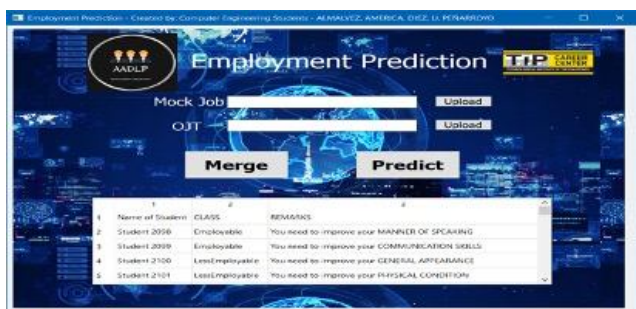 Employment Prediction - Created by: Computer Engineering Students - ALMALVEZ, AMERICA, DIEZ, LI, PEÑARROYO
AADLP
Employment Prediction
TIP CAREER CENTER
Mock Job
Upload
OJT
Upload
Merge
Predict
1 2 3
1 Name of Student CLASS REMARKS
2 Student 2098 Employable You need to improve your MANNER OF SPEAKING
3 Student 2099 Employable You need to improve your COMMUNICATION SKILLS
4 Student 2100 LessEmployable You need to improve your GENERAL APPEARANCE
5 Student 2101 LessEmployable You need to improve your PHYSICAL CONDITION